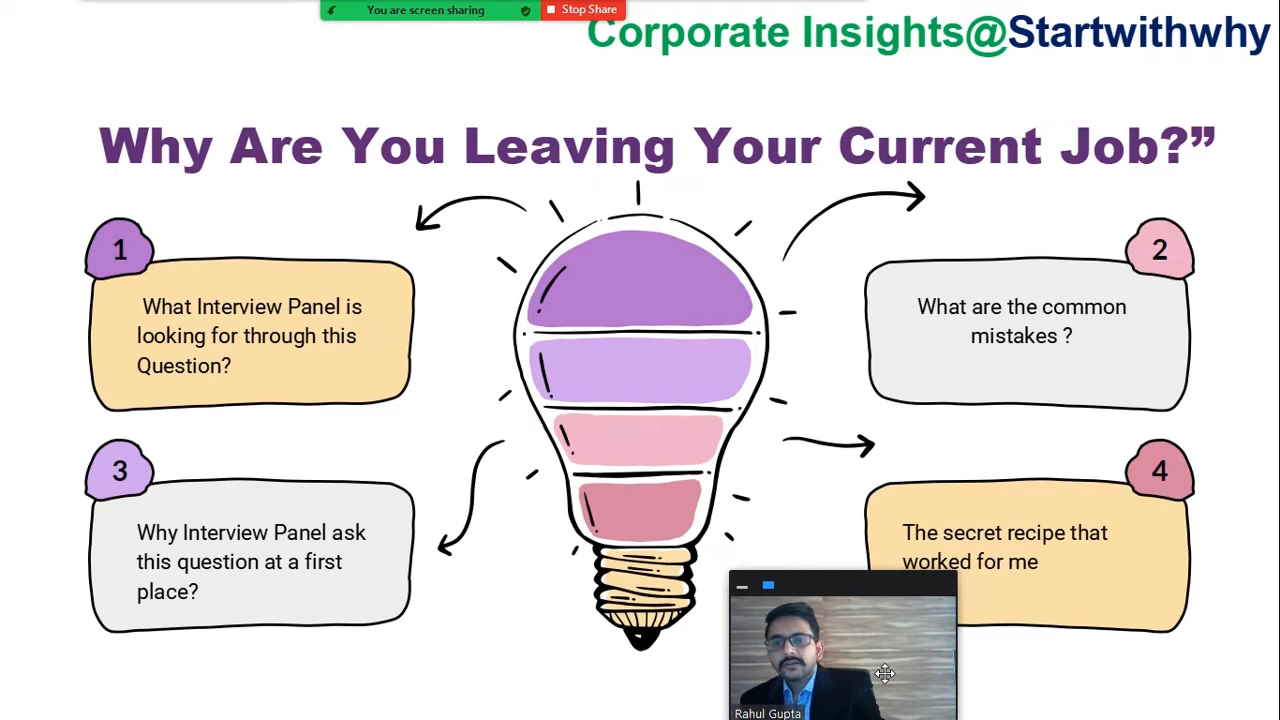 You are screen sharing
Stop Share
Corporate Insights@Startwithwhy
Why Are You Leaving Your Current Job?”
1
What Interview Panel is
looking for through this
Question?
2
What are the common
mistakes ?
3
Why Interview Panel ask
this question at a first
place?
4
The secret recipe that
worked for me
Rahul Gupta